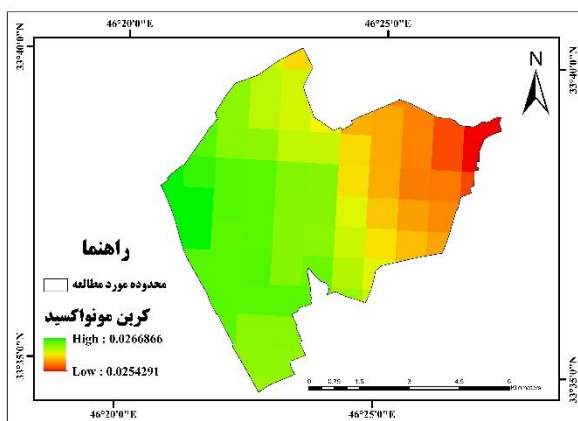 46°20'0"E
46°25'0"E
33°40'0"N
33°40'0"N
N
راهنما
محدوده مورد مطالعه
کربن مونواکسید
High : 0.0266866
Low : 0.0254291
33°35'0"N
33°35'0"N
0 0.75 1.5 3 4.5 6
Kilometers
46°20'0"E
46°25'0"E